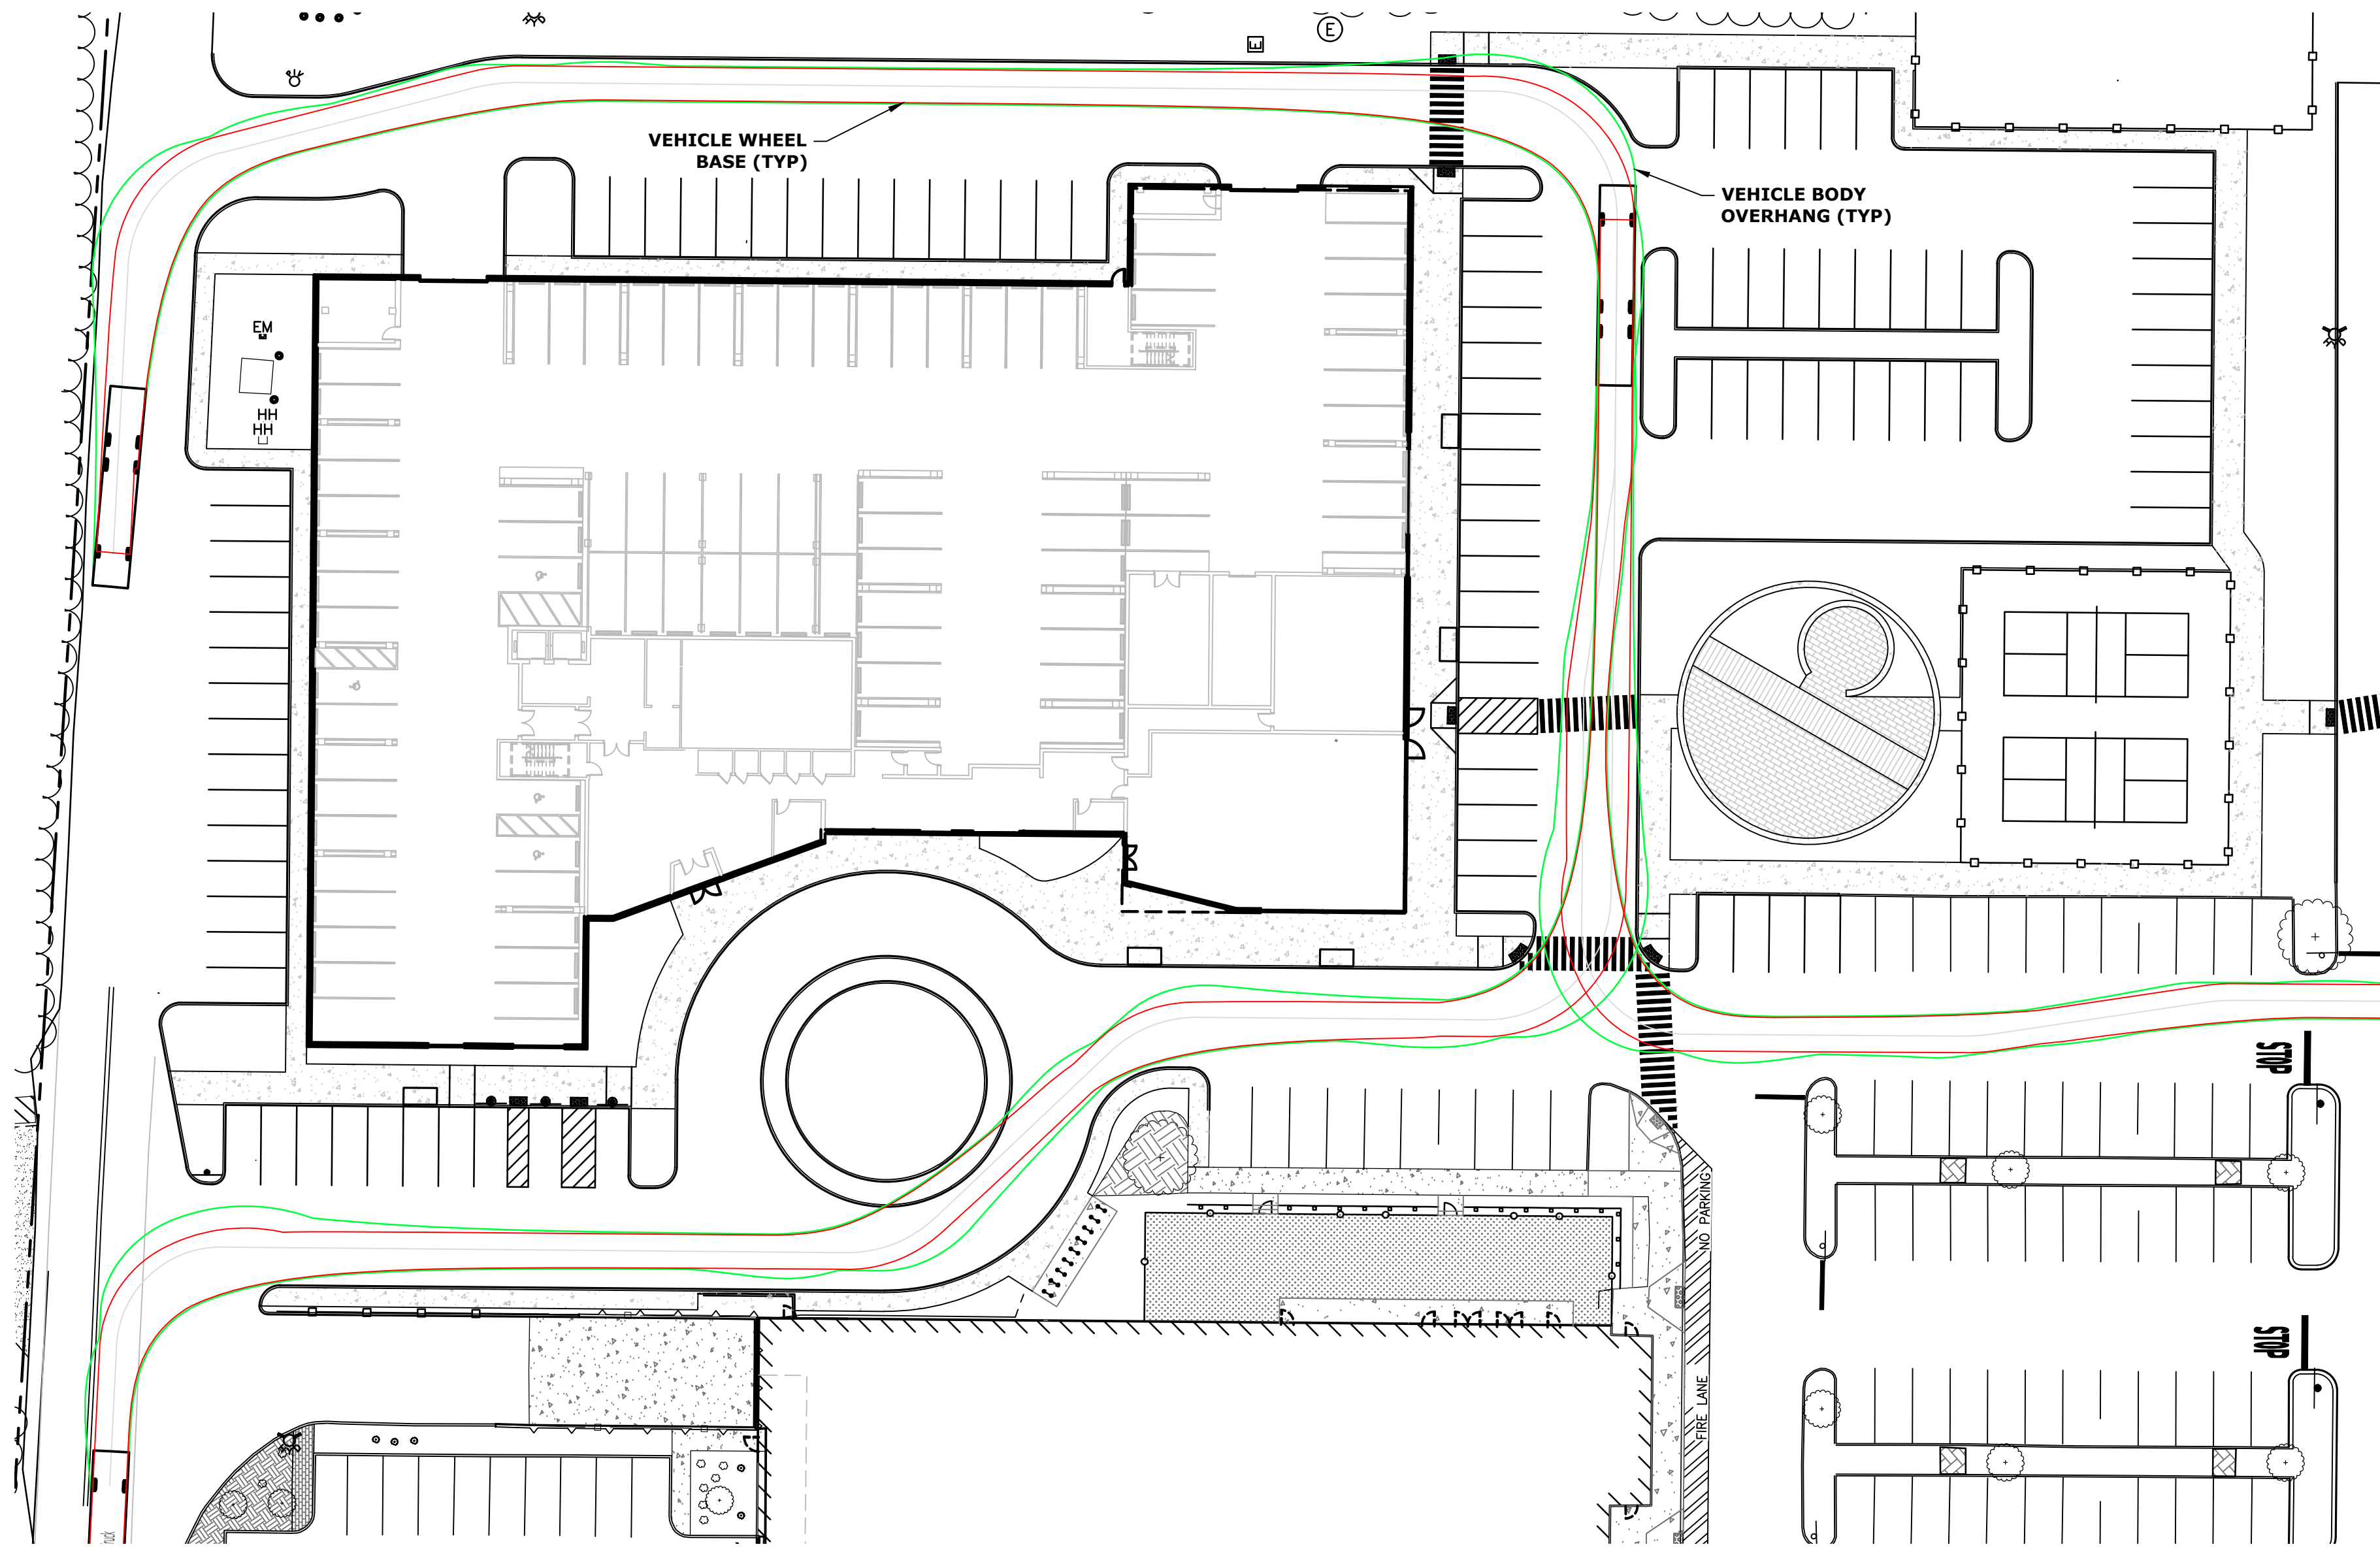 E
E
VEHICLE WHEEL
BASE (TYP)
VEHICLE BODY
OVERHANG (TYP)
EM
HH
HH
STOP
NO PARKING
STOP
FIRE LANE